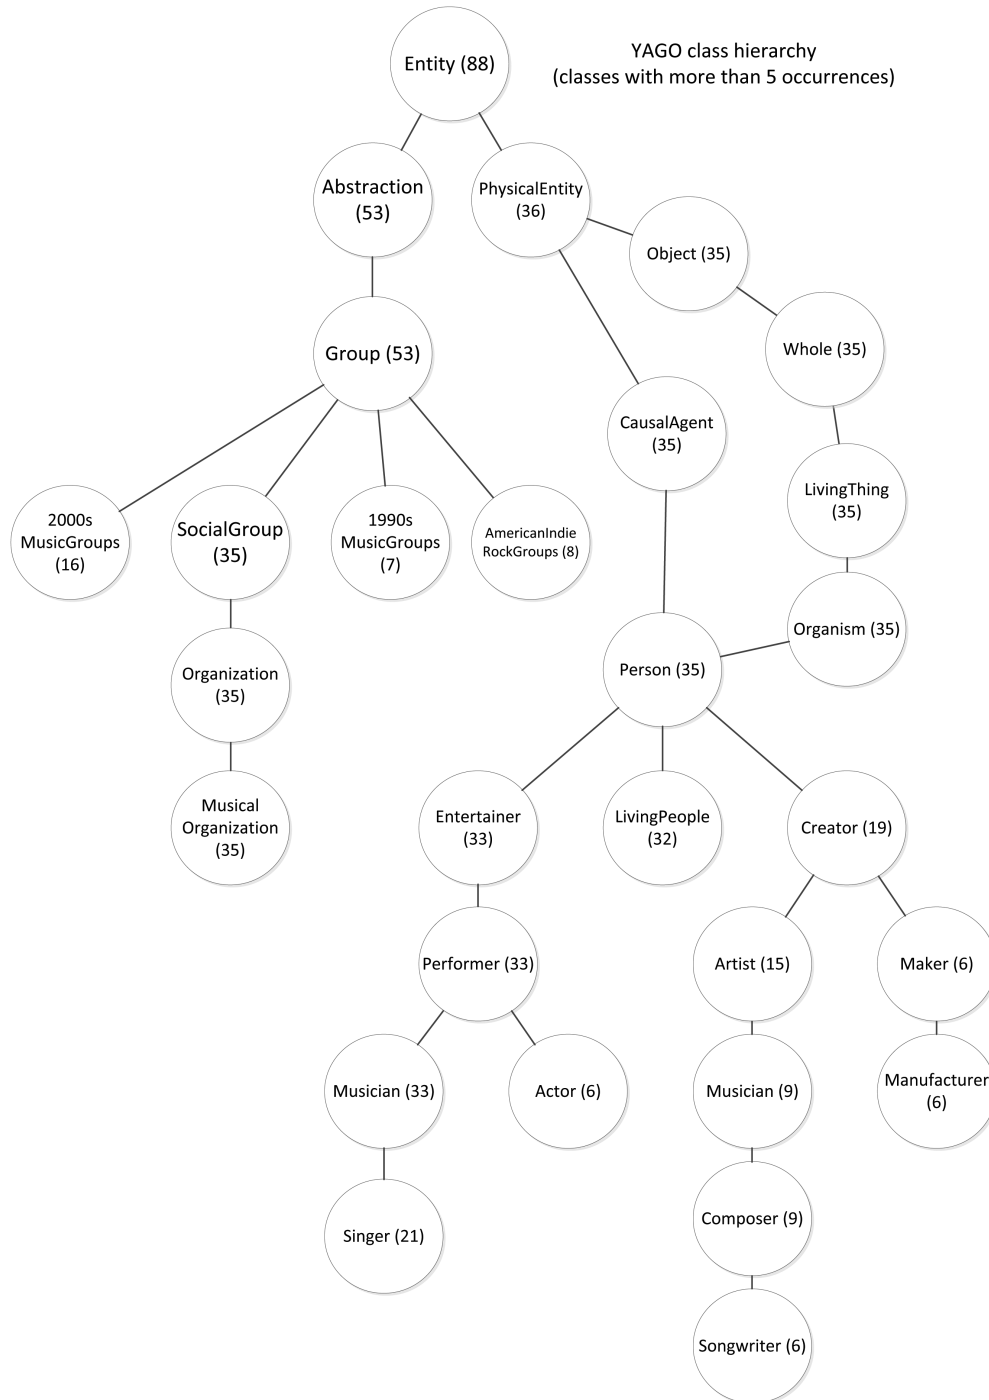 Entity (88)
YAGO class hierarchy
(classes with more than 5 occurrences)
Abstraction
(53)
PhysicalEntity
(36)
Object (35)
Group (53)
Whole (35)
CausalAgent
(35)
LivingThing
(35)
2000s
MusicGroups
(16)
SocialGroup
(35)
1990s
MusicGroups
(7)
AmericanIndie
RockGroups (8)
Organism (35)
Organization
(35)
Person (35)
Musical
Organization
(35)
Entertainer
(33)
LivingPeople
(32)
Creator (19)
Performer (33)
Artist (15)
Maker (6)
Musician (33)
Actor (6)
Musician (9)
Manufacturer
(6)
Singer (21)
Composer (9)
Songwriter (6)